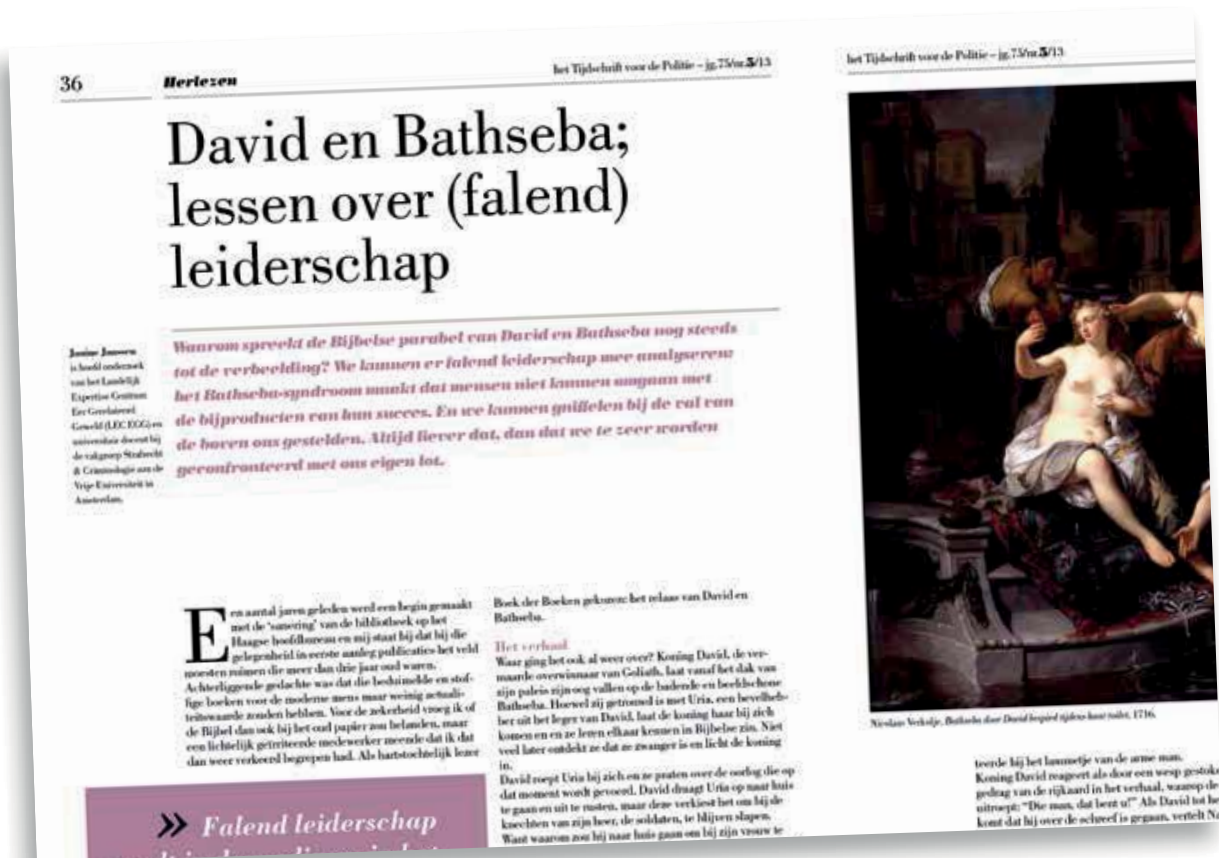 36
Herlezen
het Tijdschrift voor de Politie – jg.75/nr.5/13
David en Bathseba;
lessen over (falend)
leiderschap
Waarom spreekt de Bijbelse parabel van David en Bathseba nog steeds
tot de verbeelding? We kunnen er falend leiderschap mee analyseren:
het Bathseba-syndroom maakt dat mensen niet kunnen omgaan met
de bijproducten van hun succes. En we kunnen gniffelen bij de val van
de boven ons gestelden. Altijd liever dat, dan dat we te zeer worden
geconfronteerd met ons eigen lot.
Janine Janssen
is hoofd onderzoek
van het Landelijk
Expertise Centrum
Eer Gerelateerd
Geweld (LEC EGG) en
universitair docent bij
de vakgroep Strafrecht
& Criminologie aan de
Vrije Universiteit in
Amsterdam.
Een aantal jaren geleden werd een begin gemaakt
met de ‘sanering’ van de bibliotheek op het
Haagse hoofdbureau en mij staat bij dat bij die
gelegenheid in eerste aanleg publicaties het veld
moesten ruimen die meer dan drie jaar oud waren.
Achterliggende gedachte was dat die beduimelde en stof-
fige boeken voor de moderne mens maar weinig actuali-
teitswaarde zouden hebben. Voor de zekerheid vroeg ik of
de Bijbel dan ook bij het oud papier zou belanden, maar
een lichtelijk geïrriteerde medewerker meende dat ik dat
dan weer verkeerd begrepen had. Als hartstochtelijk lezer
» Falend leiderschap
Boek der Boeken gekozen: het relaas van David en
Bathseba.
Het verhaal
Waar ging het ook al weer over? Koning David, de ver-
maarde overwinnaar van Goliath, laat vanaf het dak van
zijn paleis zijn oog vallen op de badende en beeldschone
Bathseba. Hoewel zij getrouwd is met Uria, een bevelheb-
ber uit het leger van David, laat de koning haar bij zich
komen en ze leren elkaar kennen in Bijbelse zin. Niet
veel later ontdekt ze dat ze zwanger is en licht de koning
in.
David roept Uria bij zich en ze praten over de oorlog die op
dat moment wordt gevoerd. David draagt Uria op naar huis
te gaan en uit te rusten, maar deze verkiest het om bij de
knechten van zijn heer, de soldaten, te blijven slapen.
Want waarom zou hij naar huis gaan om bij zijn vrouw te
het Tijdschrift voor de Politie – jg.75/nr.5/13
Nicolaas Verkolje, Bathseba door David bespied tijdens haar toilet, 1716.
teerde bij het lammetje van de arme man.
Koning David reageert als door een wesp gestoke
gedrag van de rijkaard in het verhaal, waarop de
uitroept: “Die man, dat bent u!” Als David tot he
komt dat hij over de schreef is gegaan, vertelt Na